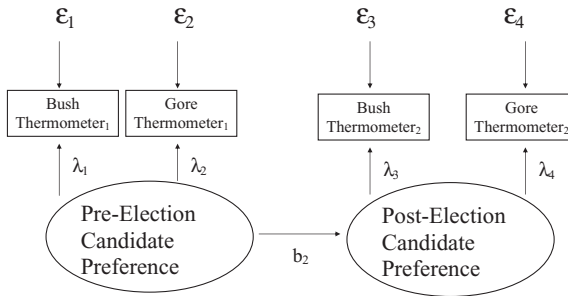 ε1 ε2 ε3 ε4
Bush
Thermometer1
Gore
Thermometer1
Bush
Thermometer2
Gore
Thermometer2
λ1 λ2 λ3 λ4
Pre-Election
Candidate
Preference
b2
Post-Election
Candidate
Preference